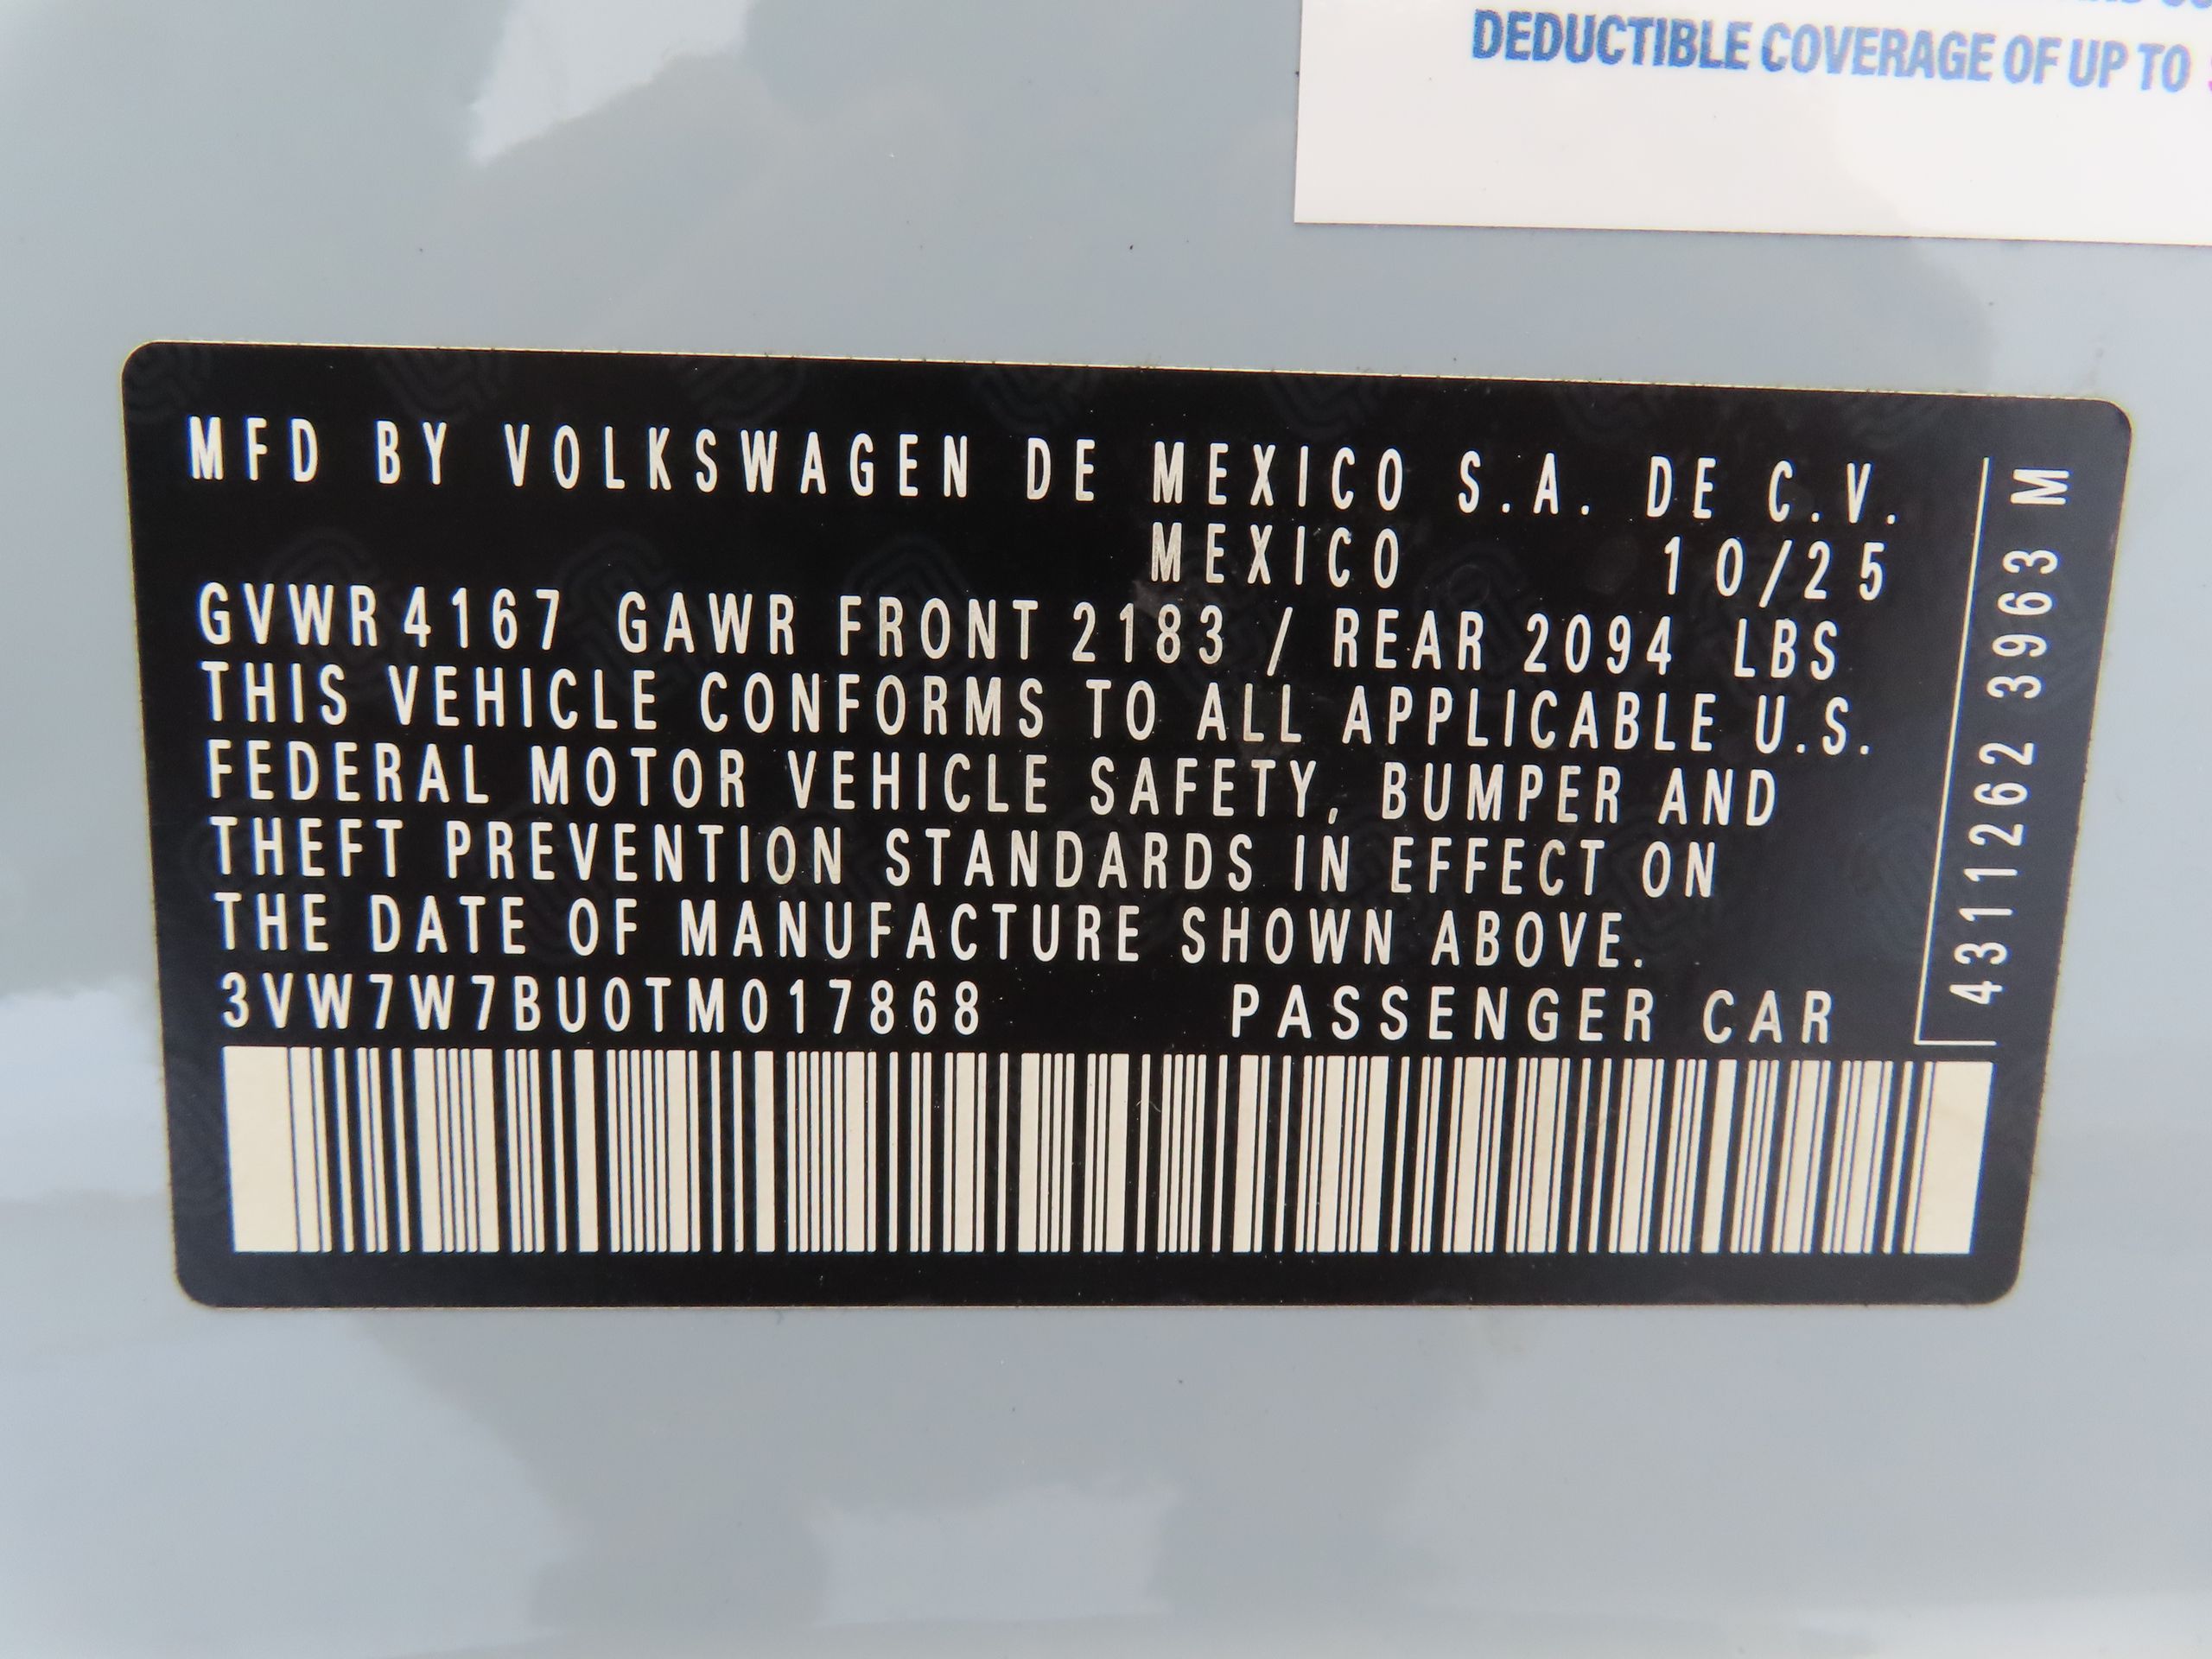 DEDUCTIBLE COVERAGE OF UP TO
MFD BY VOLKSWAGEN DE MEXICO S.A. DE C.V.
MEXICO 10/25
GVWR 4167 GAWR FRONT 2183 / REAR 2094 LBS
THIS VEHICLE CONFORMS TO ALL APPLICABLE U.S.
FEDERAL MOTOR VEHICLE SAFETY, BUMPER AND
THEFT PREVENTION STANDARDS IN EFFECT ON
THE DATE OF MANUFACTURE SHOWN ABOVE.
3VW7W7BU0TM017868 PASSENGER CAR
4311262 3963 M